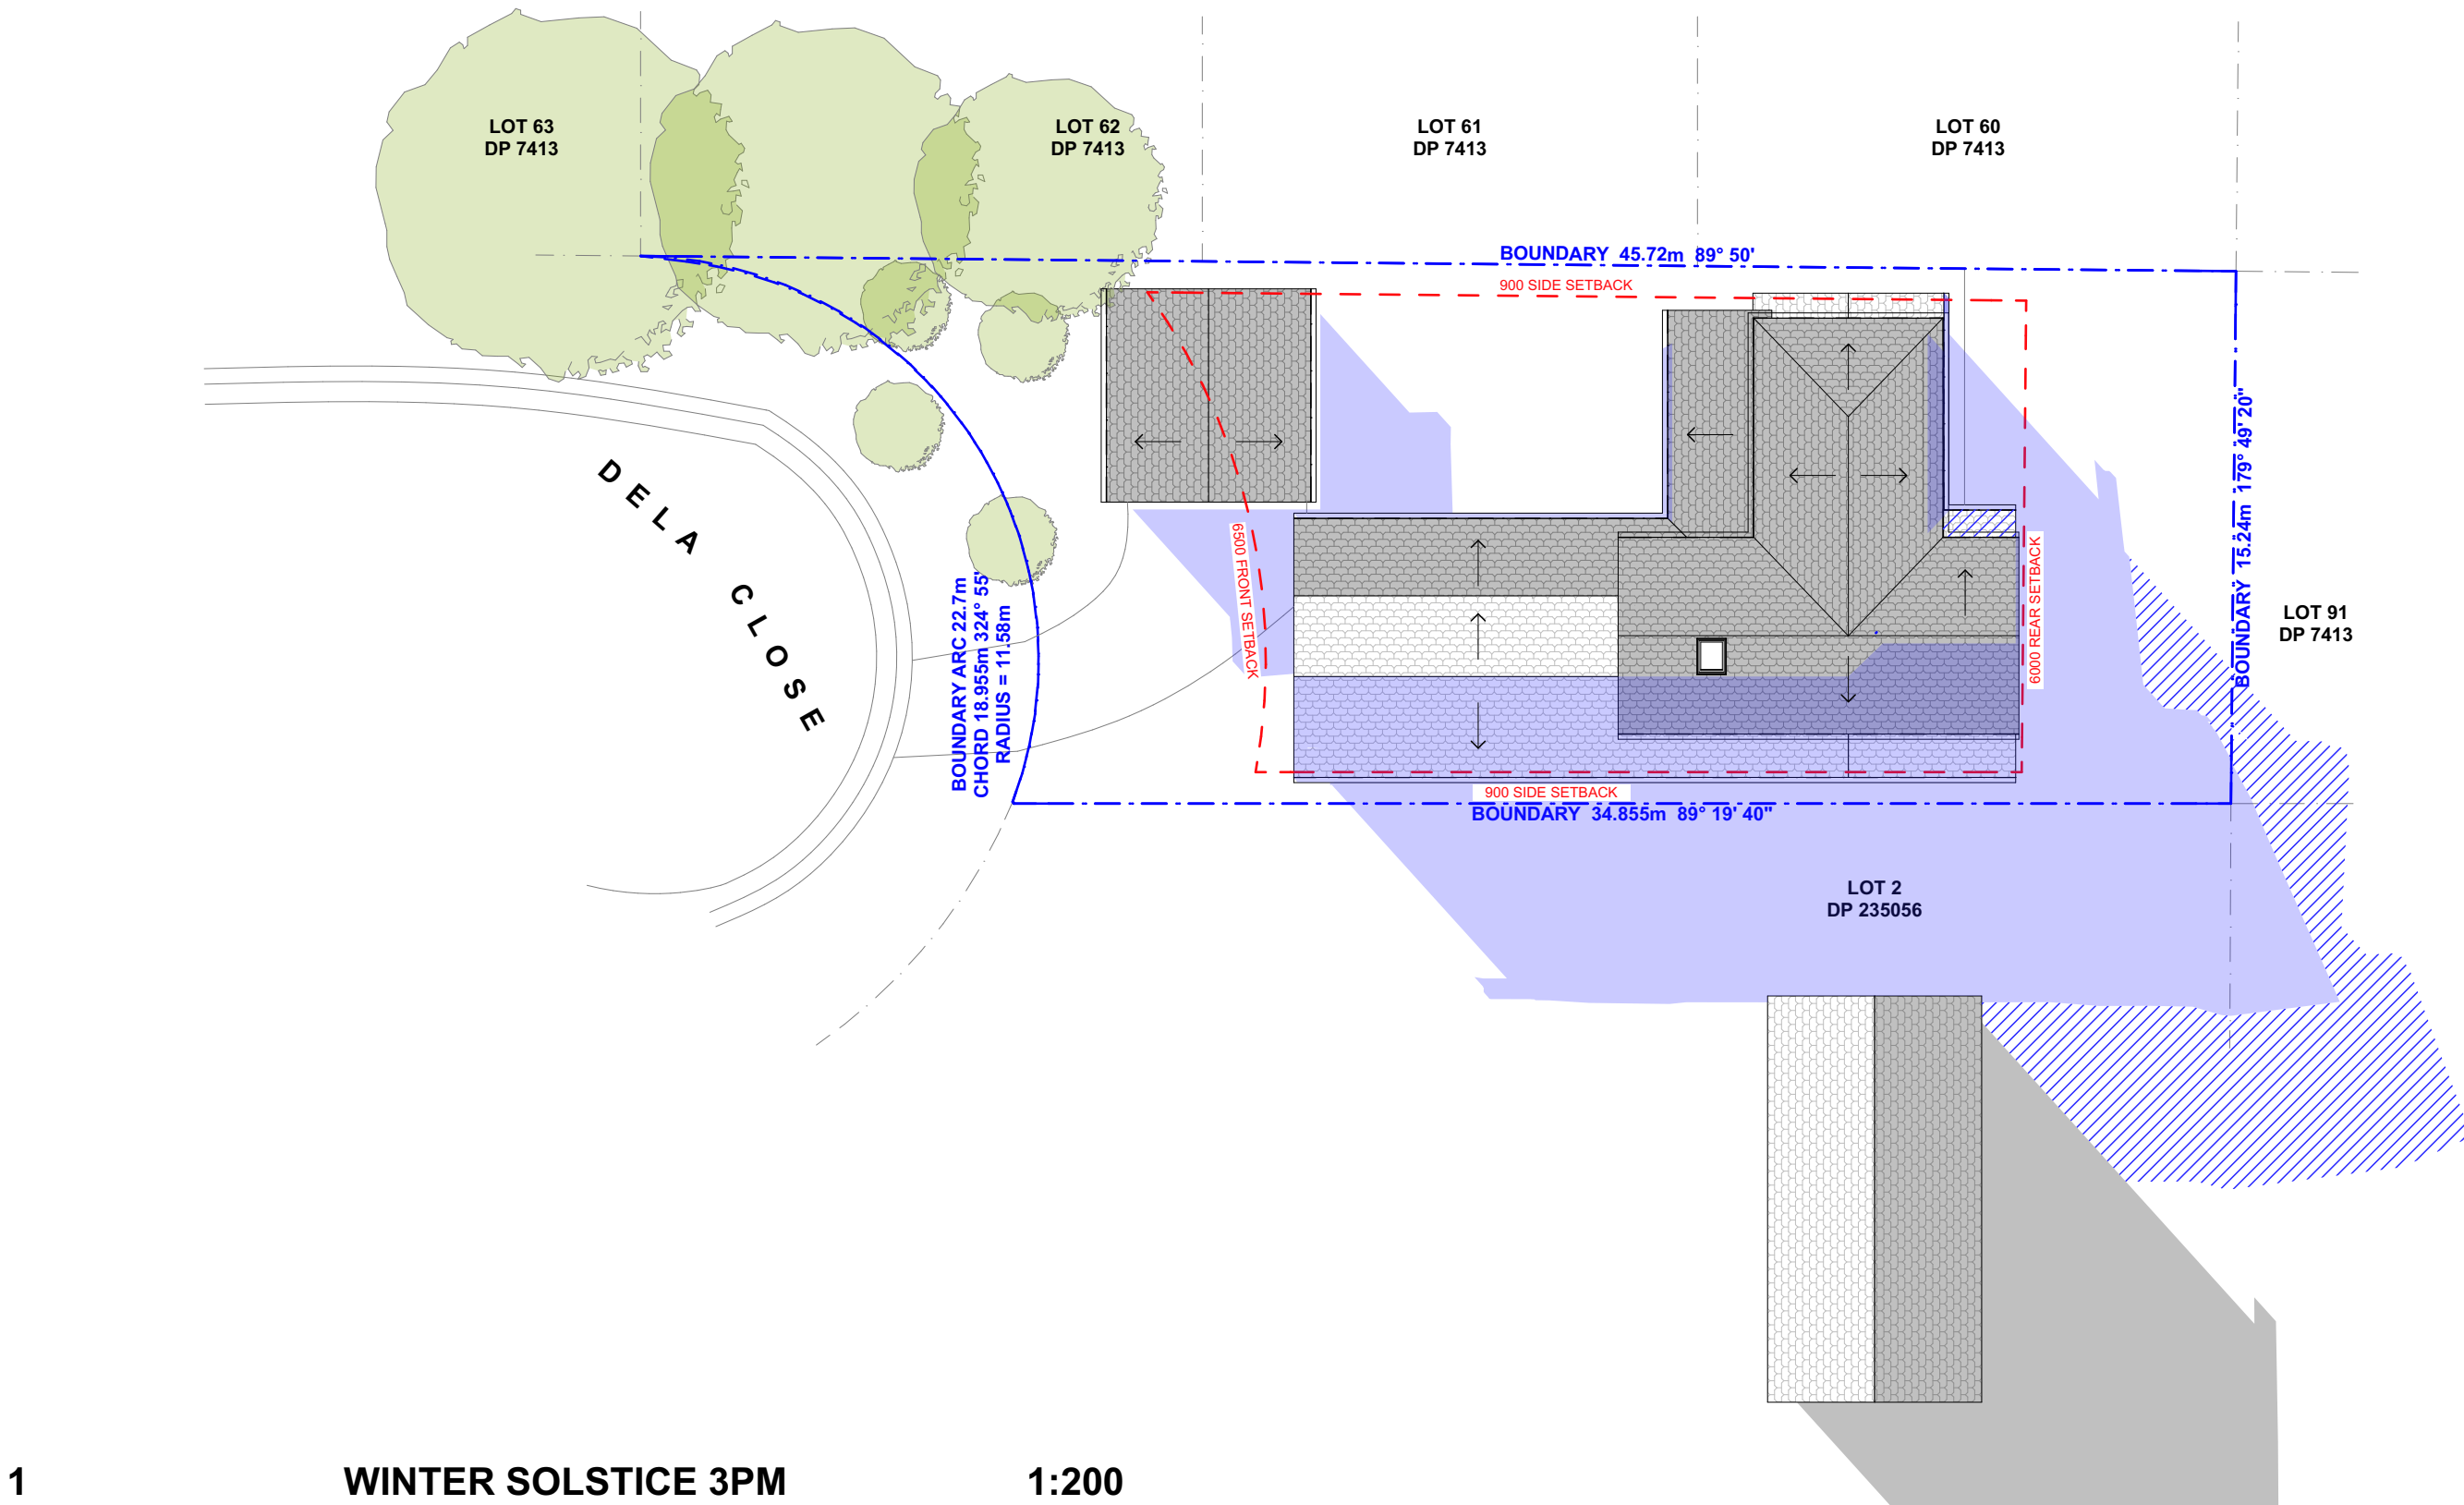 LOT 63
DP 7413
LOT 62
DP 7413
LOT 61
DP 7413
LOT 60
DP 7413
BOUNDARY 45.72m 89° 50'
900 SIDE SETBACK
DELA CLOSE
BOUNDARY ARC 22.7m
CHORD 18.955m 324° 55'
RADIUS = 11.58m
6500 FRONT SETBACK
6000 REAR SETBACK
BOUNDARY 15.24m 179° 49' 20"
LOT 91
DP 7413
900 SIDE SETBACK
BOUNDARY 34.855m 89° 19' 40"
LOT 2
DP 235056
1 WINTER SOLSTICE 3PM 1:200